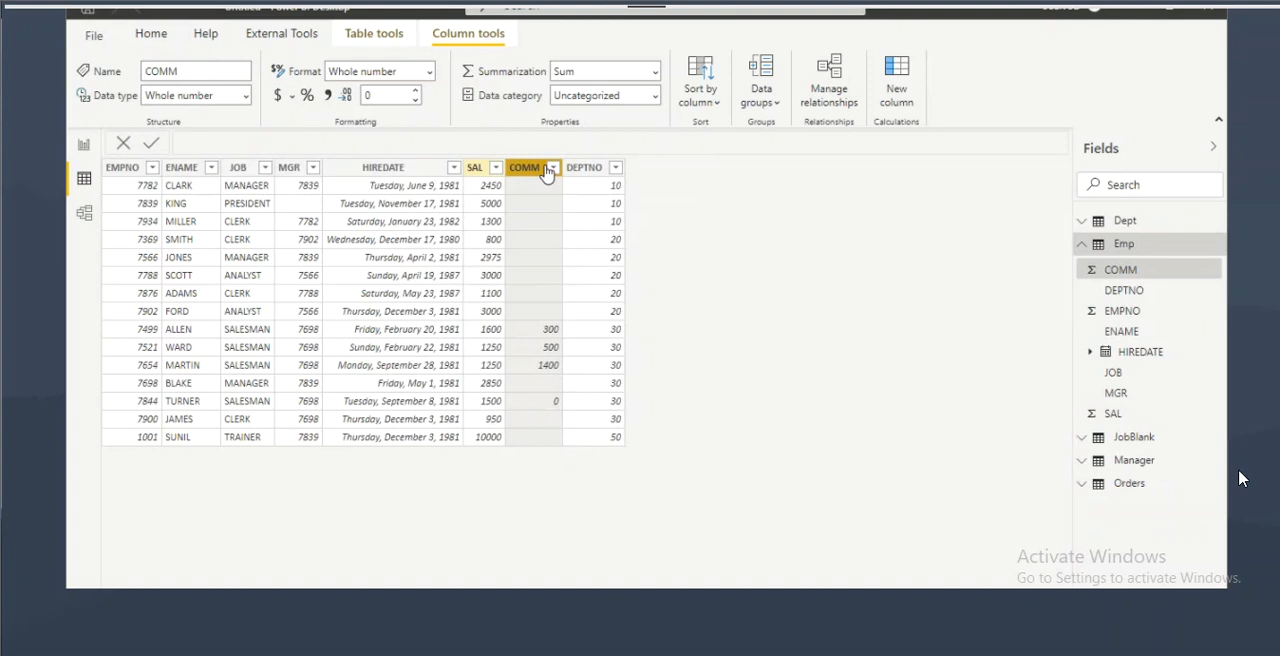 File Home Help External Tools Table tools Column tools
Name COMM Format Whole number Summarization Sum
Data type Whole number $ % 0 Data category Uncategorized
Sort by column
Data groups
Manage relationships
New column
Structure Formatting Properties Sort Groups Relationships Calculations
Fields
Search
EMPNO ENAME JOB MGR HIREDATE SAL COMM DEPTNO
7782 CLARK MANAGER 7839 Tuesday, June 9, 1981 2450 10
7839 KING PRESIDENT Tuesday, November 17, 1981 5000 10
7934 MILLER CLERK 7782 Saturday, January 23, 1982 1300 10
7369 SMITH CLERK 7902 Wednesday, December 17, 1980 800 20
7566 JONES MANAGER 7839 Thursday, April 2, 1981 2975 20
7788 SCOTT ANALYST 7566 Sunday, April 19, 1987 3000 20
7876 ADAMS CLERK 7788 Saturday, May 23, 1987 1100 20
7902 FORD ANALYST 7566 Thursday, December 3, 1981 3000 20
7499 ALLEN SALESMAN 7698 Friday, February 20, 1981 1600 300 30
7521 WARD SALESMAN 7698 Sunday, February 22, 1981 1250 500 30
7654 MARTIN SALESMAN 7698 Monday, September 28, 1981 1250 1400 30
7698 BLAKE MANAGER 7839 Friday, May 1, 1981 2850 30
7844 TURNER SALESMAN 7698 Tuesday, September 8, 1981 1500 0 30
7900 JAMES CLERK 7698 Thursday, December 3, 1981 950 30
1001 SUNIL TRAINER 7839 Thursday, December 3, 1981 10000 50
Dept
Emp
COMM
DEPTNO
EMPNO
ENAME
HIREDATE
JOB
MGR
SAL
JobBlank
Manager
Orders
Activate Windows
Go to Settings to activate Windows.